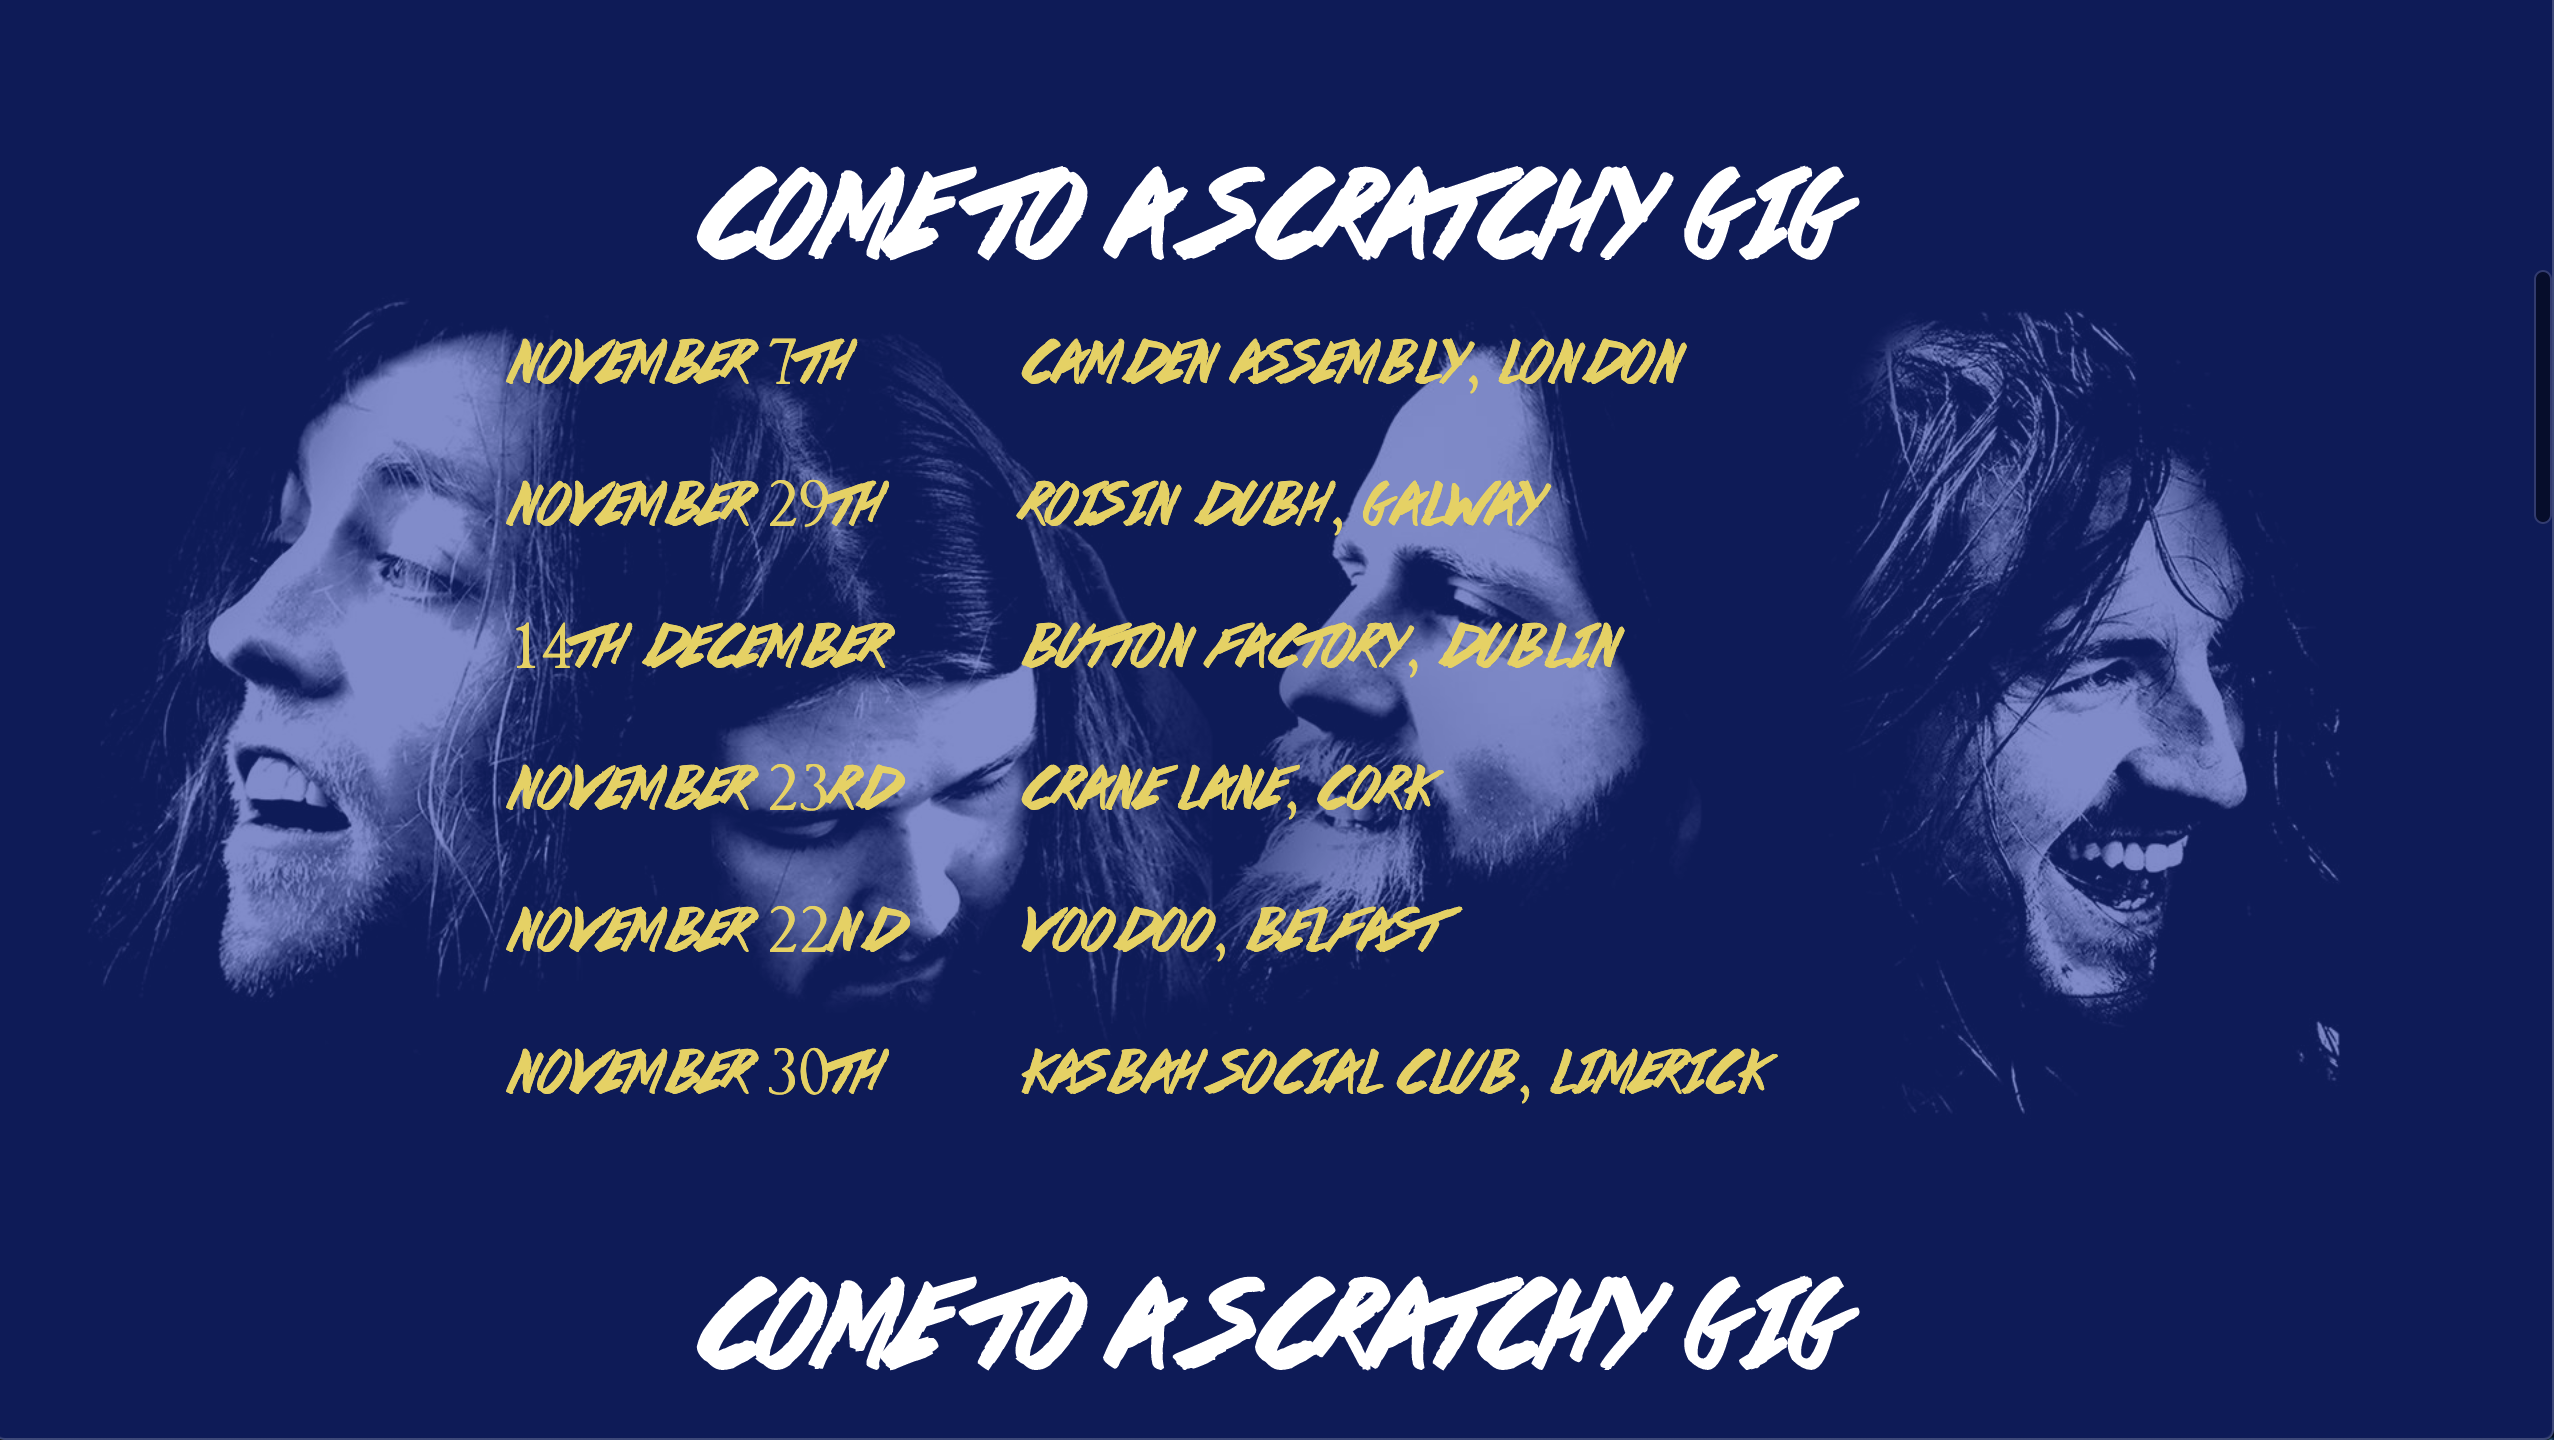 COME TO A SCRATCHY GIG
NOVEMBER 7TH CAMDEN ASSEMBLY, LONDON
NOVEMBER 29TH ROISIN DUBH, GALWAY
14TH DECEMBER BUTTON FACTORY, DUBLIN
NOVEMBER 23RD CRANE LANE, CORK
NOVEMBER 22ND VOODOO, BELFAST
NOVEMBER 30TH KASBAH SOCIAL CLUB, LIMERICK
COME TO A SCRATCHY GIG